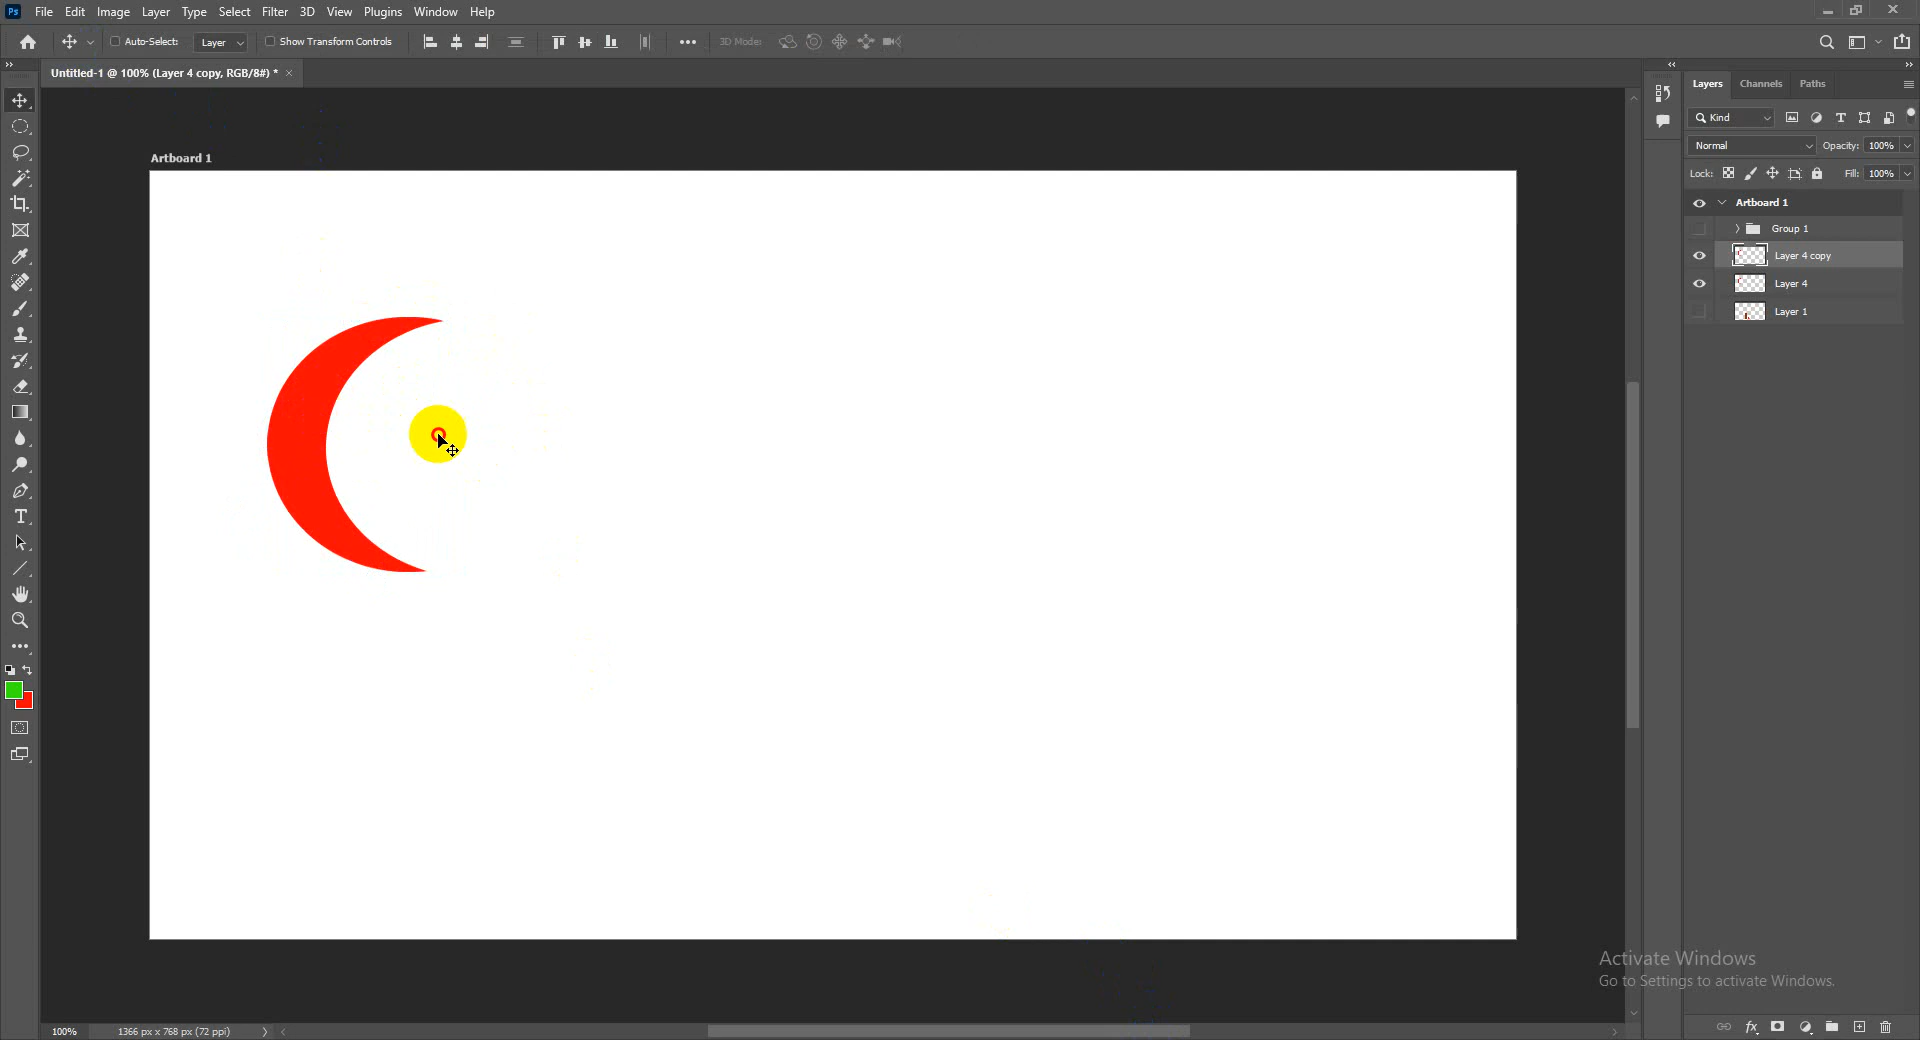 Ps File Edit Image Layer Type Select Filter 3D View Plugins Window Help
Auto-Select: Layer Show Transform Controls 3D Mode:
Untitled-1 @ 100% (Layer 4 copy, RGB/8#) *
Layers Channels Paths
Kind
Normal Opacity: 100%
Lock: Fill: 100%
Artboard 1
Artboard 1
Group 1
Layer 4 copy
Layer 4
Layer 1
Activate Windows
Go to Settings to activate Windows.
100% 1366 px x 768 px (72 ppi)